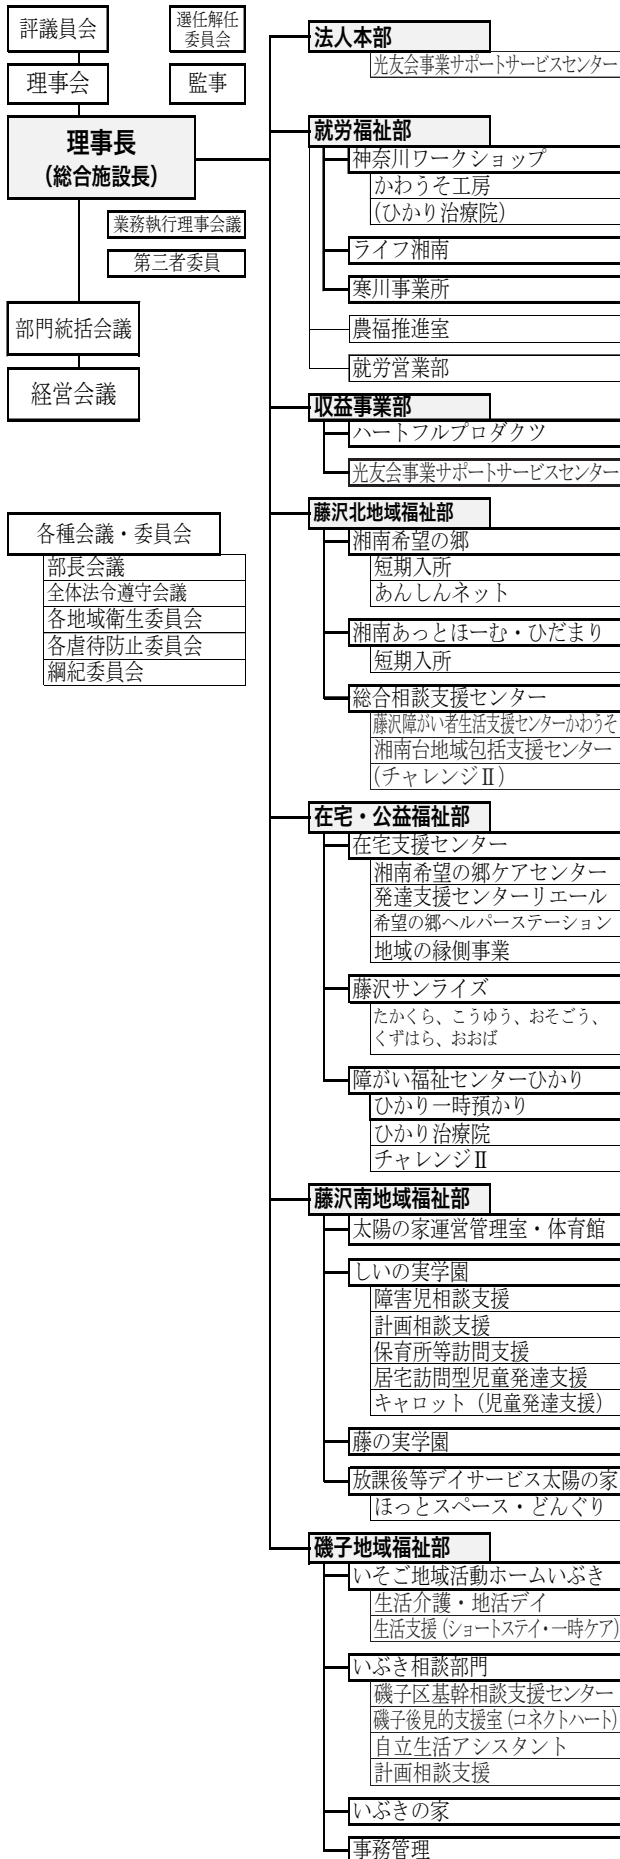 評議員会
選任解任
委員会
理事会
監事
理事長
（総合施設長）
業務執行理事会議
第三者委員
部門統括会議
経営会議
各種会議・委員会
部長会議
全体法令遵守会議
各地域衛生委員会
各虐待防止委員会
綱紀委員会
法人本部
光友会事業サポートサービスセンター
就労福祉部
神奈川ワークショップ
かわうそ工房
(ひかり治療院)
ライフ湘南
寒川事業所
農福推進室
就労営業部
収益事業部
ハートフルプロダクツ
光友会事業サポートサービスセンター
藤沢北地域福祉部
湘南希望の郷
短期入所
あんしんネット
湘南あっとほーむ・ひだまり
短期入所
総合相談支援センター
藤沢障がい者生活支援センターかわうそ
湘南台地域包括支援センター
(チャレンジⅡ)
在宅・公益福祉部
在宅支援センター
湘南希望の郷ケアセンター
発達支援センターリエール
希望の郷ヘルパーステーション
地域の縁側事業
藤沢サンライズ
たかくら、こうゆう、おそごう、
くずはら、おおば
障がい福祉センターひかり
ひかり一時預かり
ひかり治療院
チャレンジⅡ
藤沢南地域福祉部
太陽の家運営管理室・体育館
しいの実学園
障害児相談支援
計画相談支援
保育所等訪問支援
居宅訪問型児童発達支援
キャロット（児童発達支援）
藤の実学園
放課後等デイサービス太陽の家
ほっとスペース・どんぐり
磯子地域福祉部
いそご地域活動ホームいぶき
生活介護・地活デイ
生活支援(ショートステイ・一時ケア)
いぶき相談部門
磯子区基幹相談支援センター
磯子後見的支援室(コネクトハート)
自立生活アシスタント
計画相談支援
いぶきの家
事務管理